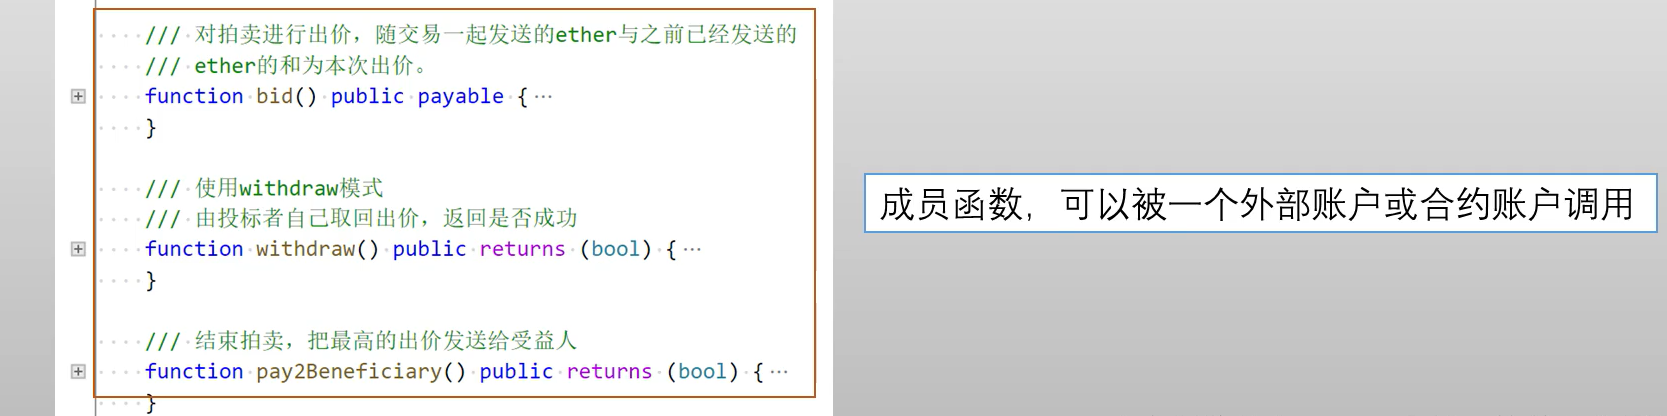 /// 对拍卖进行出价，随交易一起发送的ether与之前已经发送的
/// ether的和为本次出价。
function bid() public payable {···
}
/// 使用withdraw模式
/// 由投标者自己取回出价，返回是否成功
function withdraw() public returns (bool) {···
}
/// 结束拍卖，把最高的出价发送给受益人
function pay2Beneficiary() public returns (bool) {···
}
成员函数，可以被一个外部账户或合约账户调用